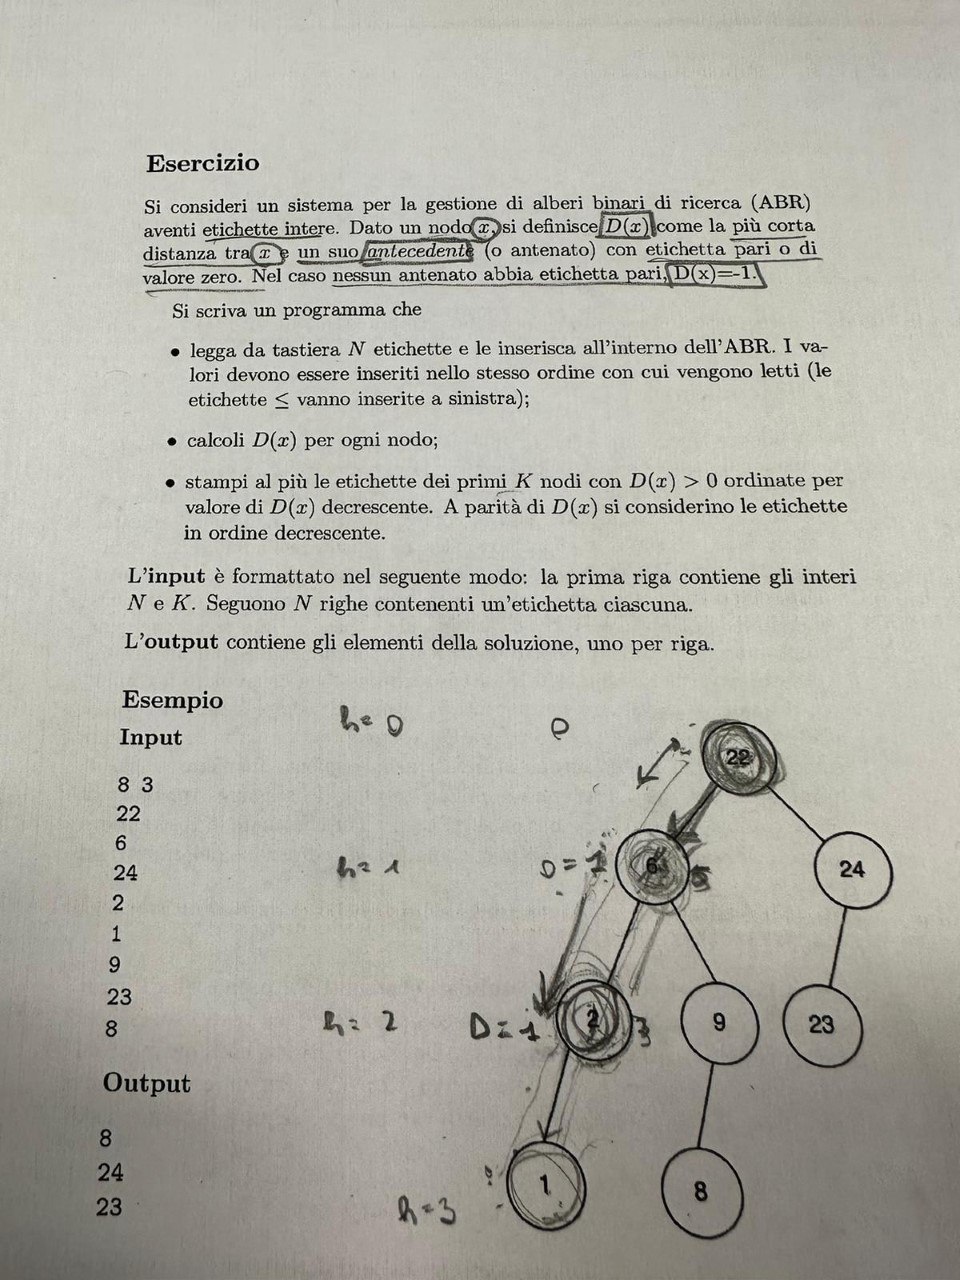 Esercizio
Si consideri un sistema per la gestione di alberi binari di ricerca (ABR)
aventi etichette intere. Dato un nodo x, si definisce D(x) come la più corta
distanza tra x e un suo antecedente (o antenato) con etichetta pari o di
valore zero. Nel caso nessun antenato abbia etichetta pari, D(x)=-1.
Si scriva un programma che
• legga da tastiera N etichette e le inserisca all'interno dell'ABR. I va-
lori devono essere inseriti nello stesso ordine con cui vengono letti (le
etichette ≤ vanno inserite a sinistra);
• calcoli D(x) per ogni nodo;
• stampi al più le etichette dei primi K nodi con D(x) > 0 ordinate per
valore di D(x) decrescente. A parità di D(x) si considerino le etichette
in ordine decrescente.
L'input è formattato nel seguente modo: la prima riga contiene gli interi
N e K. Seguono N righe contenenti un'etichetta ciascuna.
L'output contiene gli elementi della soluzione, uno per riga.
Esempio
Input
8 3
22
6
24
2
1
9
23
8
Output
8
24
23
h= 0
22
h= 1
D=1
6
24
h= 2
D=1
2
9
23
h=3
1
8